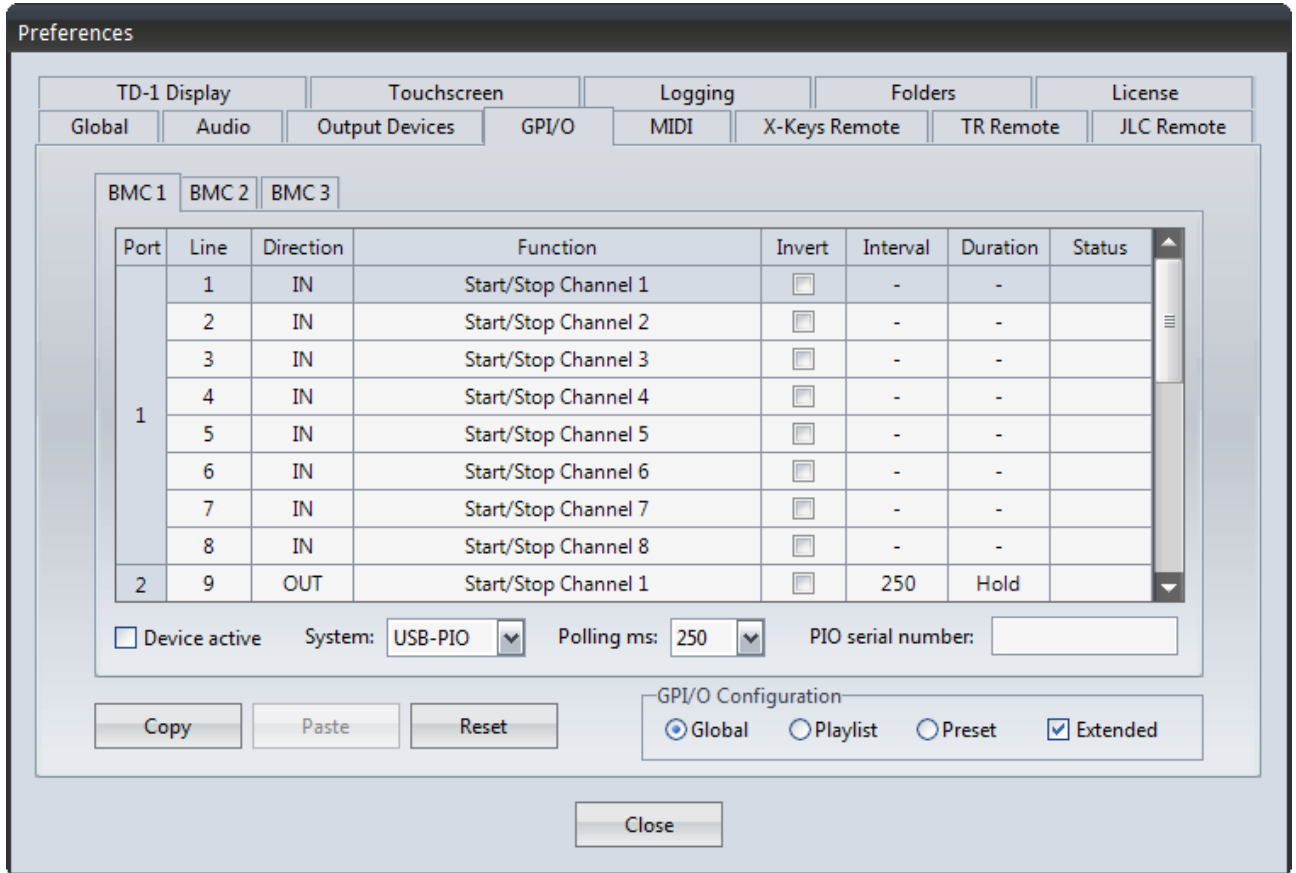 Preferences
TD-1 Display Touchscreen Logging Folders License
Global Audio Output Devices GPI/O MIDI X-Keys Remote TR Remote JLC Remote
BMC 1 BMC 2 BMC 3
Port Line Direction Function Invert Interval Duration Status
1 IN Start/Stop Channel 1 - -
2 IN Start/Stop Channel 2 - -
3 IN Start/Stop Channel 3 - -
4 IN Start/Stop Channel 4 - -
1
5 IN Start/Stop Channel 5 - -
6 IN Start/Stop Channel 6 - -
7 IN Start/Stop Channel 7 - -
8 IN Start/Stop Channel 8 - -
2 9 OUT Start/Stop Channel 1 250 Hold
Device active System: USB-PIO Polling ms: 250 PIO serial number:
GPI/O Configuration
Copy Paste Reset Global Playlist Preset Extended
Close